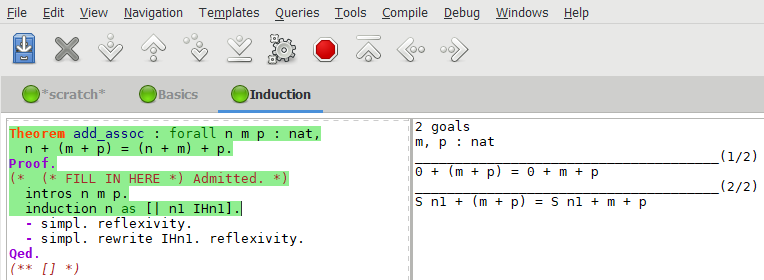 File Edit View Navigation Templates Queries Tools Compile Debug Windows Help
*scratch* Basics Induction
Theorem add_assoc : forall n m p : nat,
  n + (m + p) = (n + m) + p.
Proof.
(*  (* FILL IN HERE *) Admitted. *)
  intros n m p.
  induction n as [| n1 IHn1].
  - simpl. reflexivity.
  - simpl. rewrite IHn1. reflexivity.
Qed.
(** [] *)
2 goals
m, p : nat
______________________________________(1/2)
0 + (m + p) = 0 + m + p
______________________________________(2/2)
S n1 + (m + p) = S n1 + m + p